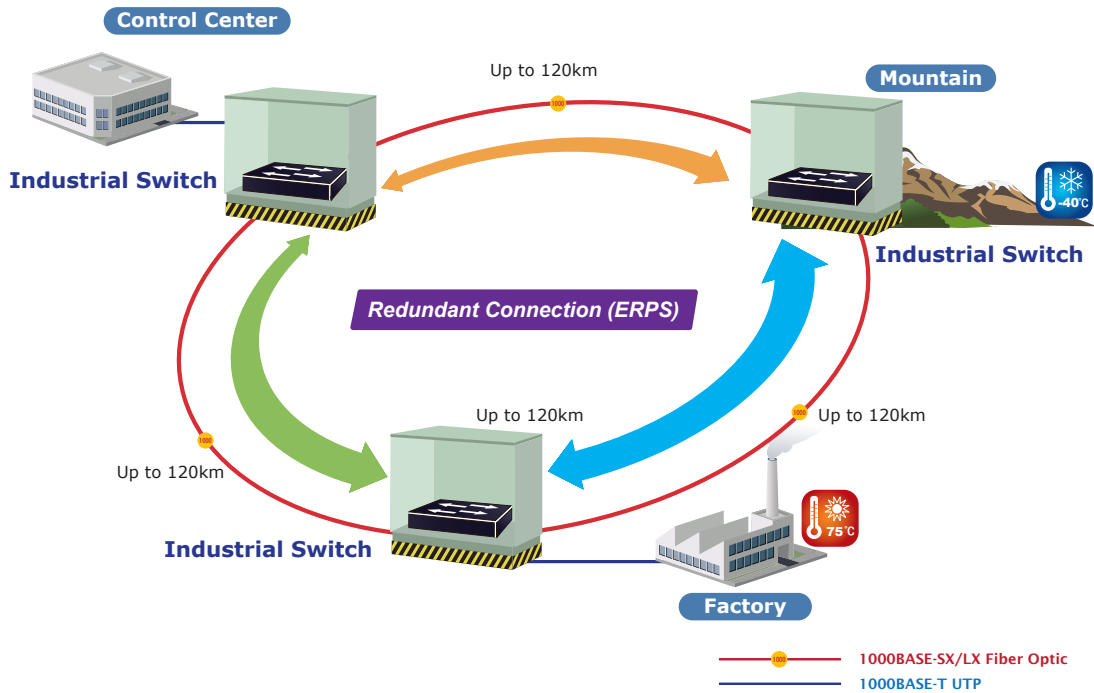 Control Center
Up to 120km
1000
Mountain
Industrial Switch
-40°C
Industrial Switch
Redundant Connection (ERPS)
Up to 120km
1000
Up to 120km
1000
Up to 120km
75°C
Industrial Switch
Factory
1000
1000BASE-SX/LX Fiber Optic
1000BASE-T UTP